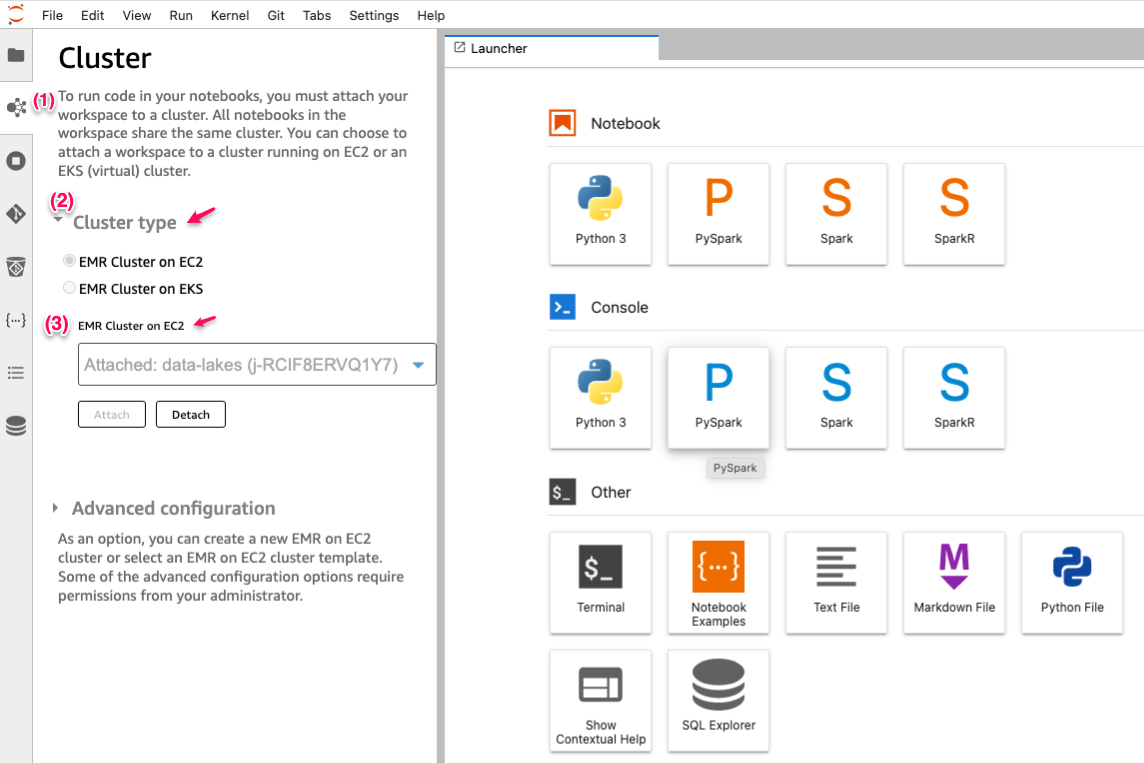 File Edit View Run Kernel Git Tabs Settings Help
Cluster
(1)
To run code in your notebooks, you must attach your
workspace to a cluster. All notebooks in the
workspace share the same cluster. You can choose to
attach a workspace to a cluster running on EC2 or an
EKS (virtual) cluster.
(2)
Cluster type
EMR Cluster on EC2
EMR Cluster on EKS
(3)
EMR Cluster on EC2
Attached: data-lakes (j-RCIF8ERVQ1Y7)
Attach Detach
Advanced configuration
As an option, you can create a new EMR on EC2
cluster or select an EMR on EC2 cluster template.
Some of the advanced configuration options require
permissions from your administrator.
Launcher
Notebook
P S S
Python 3 PySpark Spark SparkR
>_ Console
P S S
Python 3 PySpark Spark SparkR
PySpark
$_ Other
$_ {...} M
Terminal Notebook Examples Text File Markdown File Python File
Show Contextual Help SQL Explorer